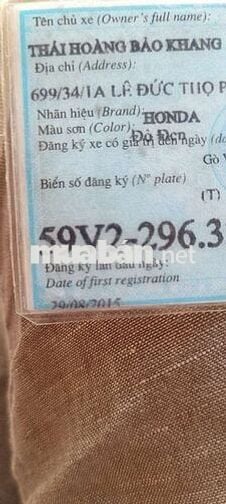 Tên chủ xe (Owner's full name):
THÁI HOÀNG BẢO KHANG
Địa chỉ (Address):
699/34/1A LÊ ĐỨC THỌ P
Nhãn hiệu (Brand): HONDA
Màu sơn (Color): Đỏ Đen
Đăng ký xe có giá trị đến ngày (da
Gò V
Biển số đăng ký (N° plate)
(T)
59V2-296.3
muaban.net
Đăng ký lần đầu ngày:
Date of first registration
29/08/2015